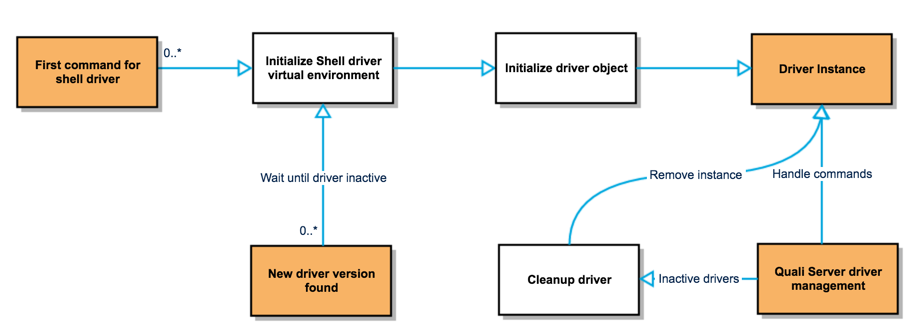 First command for
shell driver
0..*
Initialize Shell driver
virtual environment
Initialize driver object
Driver Instance
Wait until driver inactive
0..*
Remove instance
Handle commands
New driver version
found
Cleanup driver
Inactive drivers
Quali Server driver
management